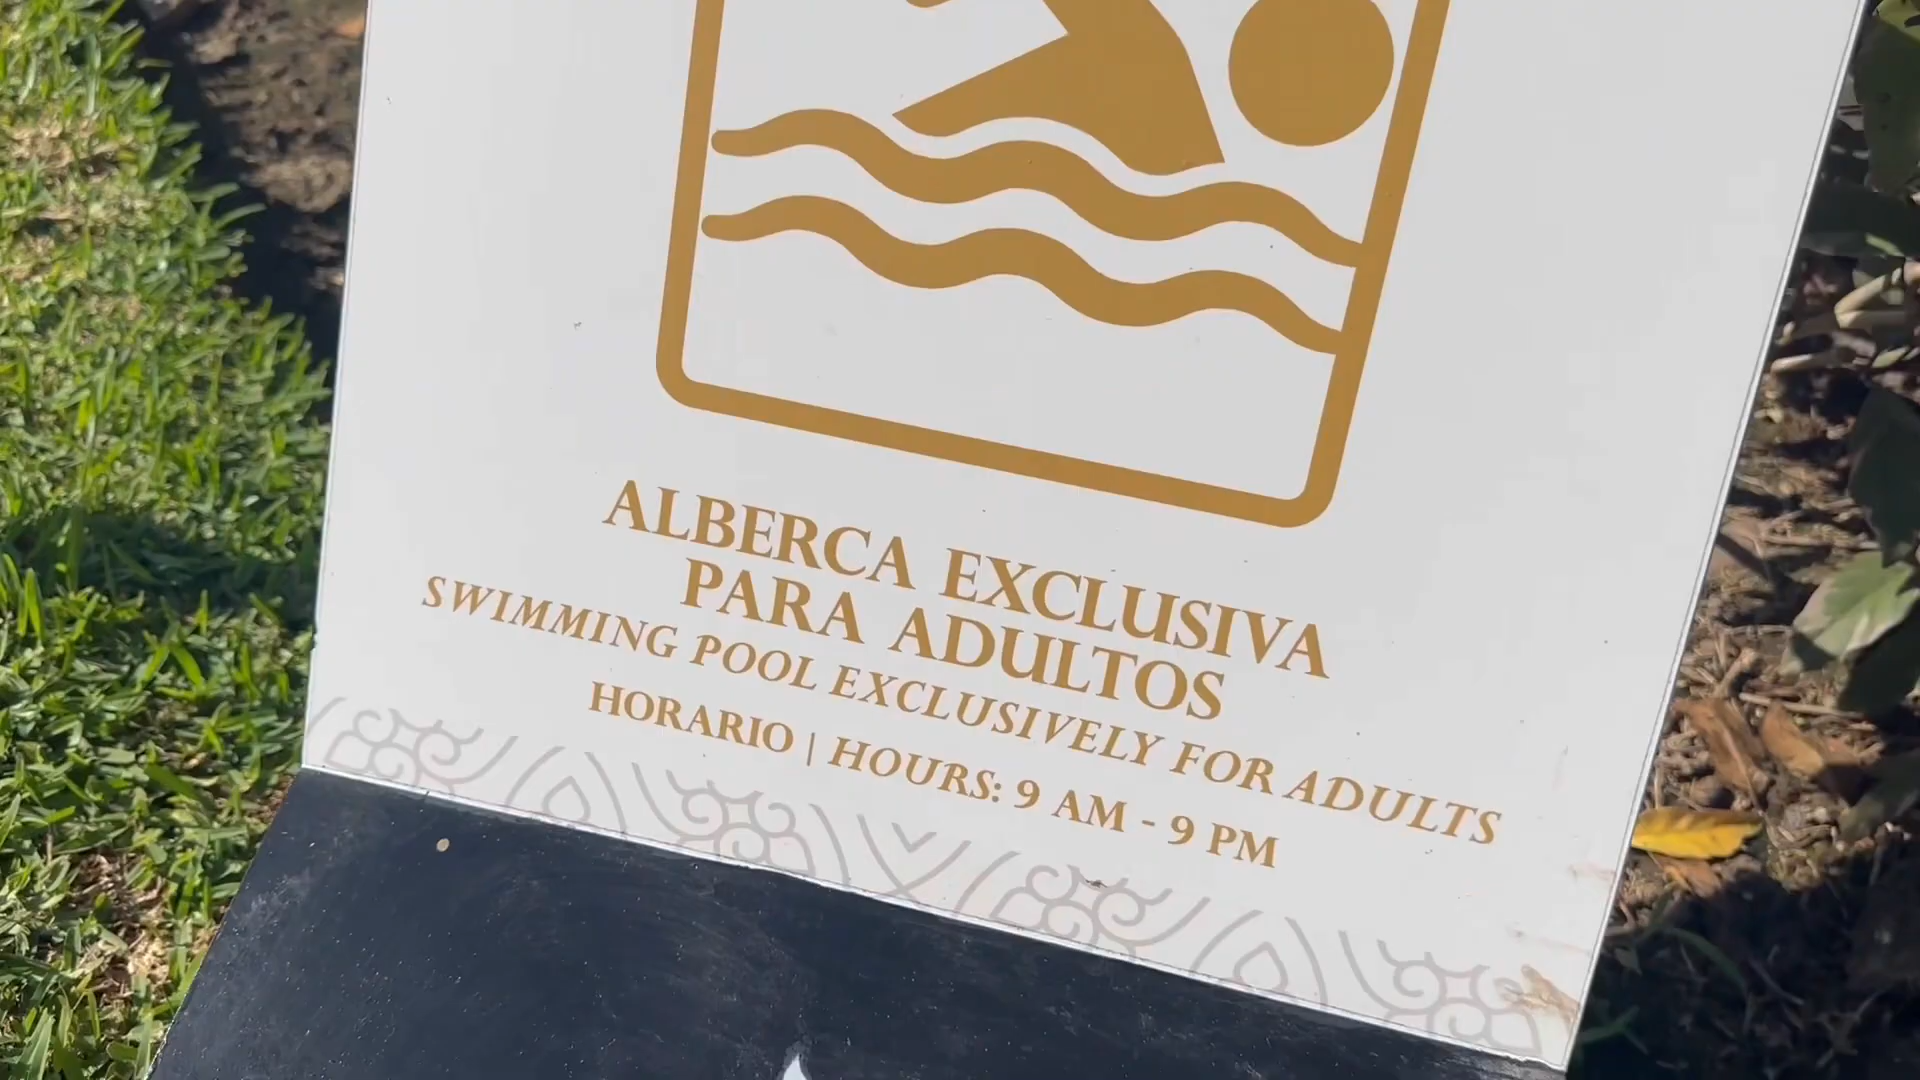 ALBERCA EXCLUSIVA
PARA ADULTOS
SWIMMING POOL EXCLUSIVELY FOR ADULTS
HORARIO | HOURS: 9 AM - 9 PM